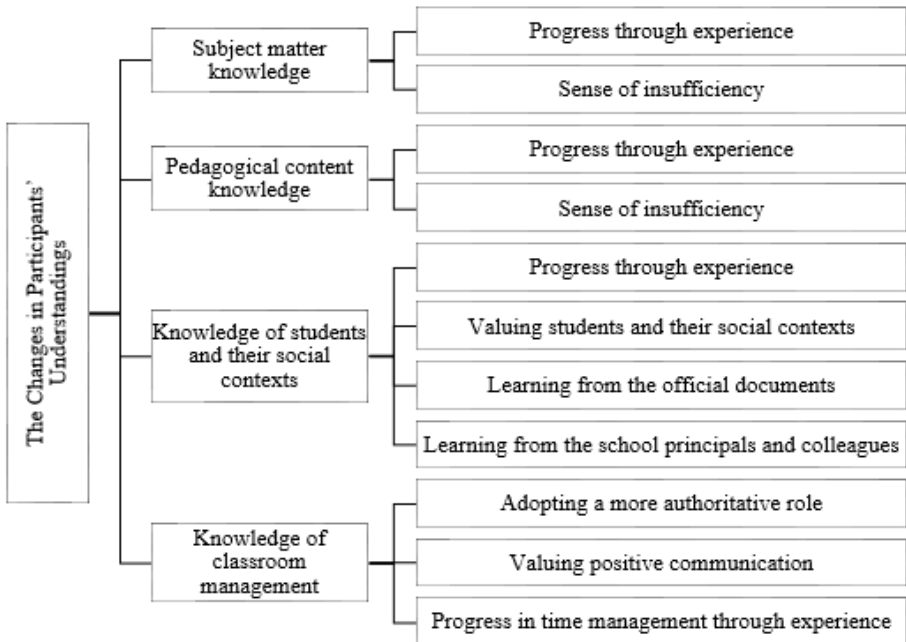 The Changes in Participants'
Understandings
Subject matter
knowledge
Progress through experience
Sense of insufficiency
Pedagogical content
knowledge
Progress through experience
Sense of insufficiency
Knowledge of students
and their social
contexts
Progress through experience
Valuing students and their social contexts
Learning from the official documents
Learning from the school principals and colleagues
Knowledge of
classroom
management
Adopting a more authoritative role
Valuing positive communication
Progress in time management through experience